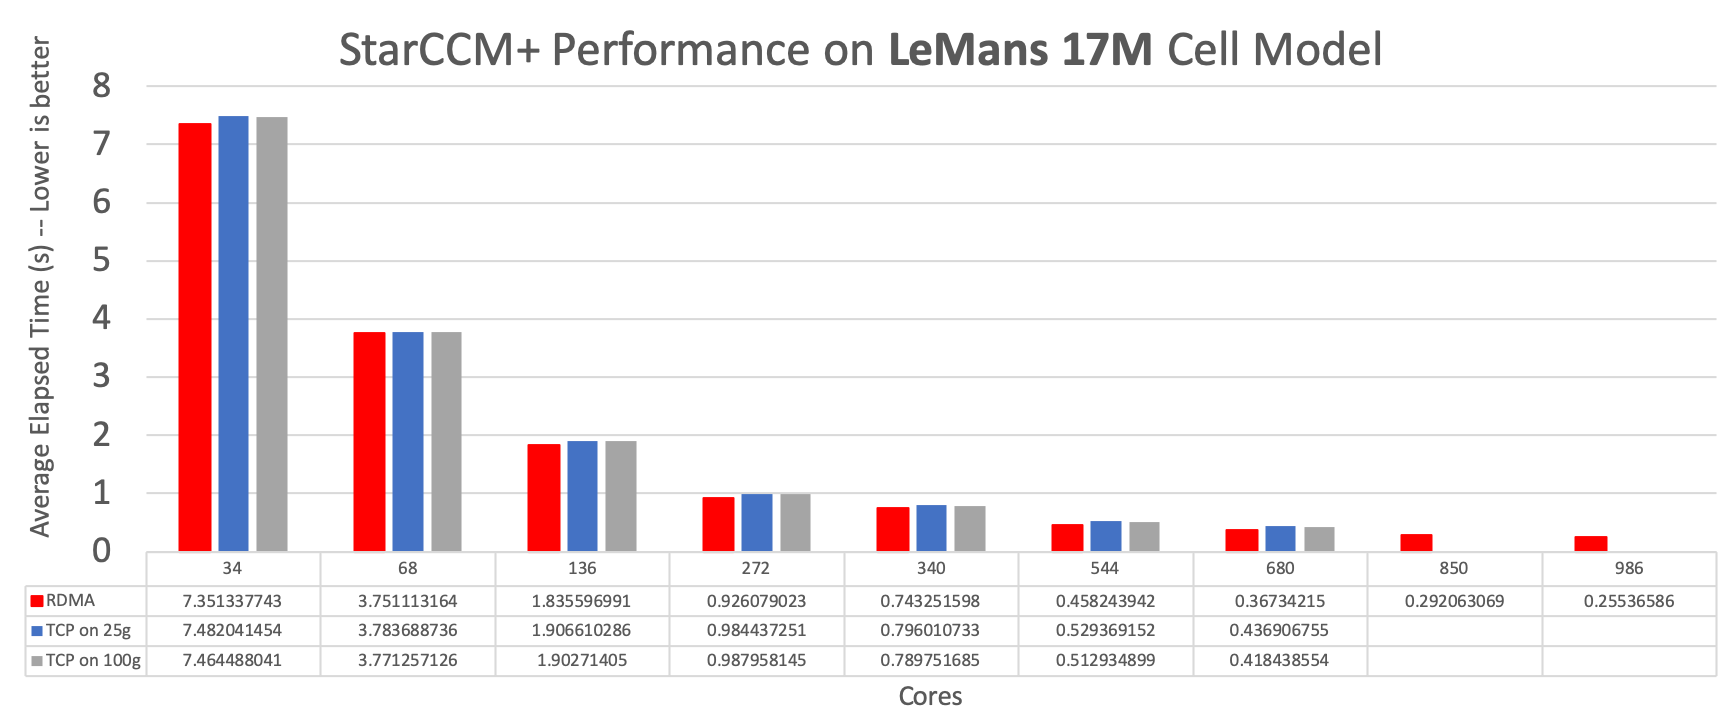 StarCCM+ Performance on LeMans 17M Cell Model
Average Elapsed Time (s) -- Lower is better
8
7
6
5
4
3
2
1
0
34 68 136 272 340 544 680 850 986
RDMA 7.351337743 3.751113164 1.835596991 0.926079023 0.743251598 0.458243942 0.36734215 0.292063069 0.25536586
TCP on 25g 7.482041454 3.783688736 1.906610286 0.984437251 0.796010733 0.529369152 0.436906755
TCP on 100g 7.464488041 3.771257126 1.90271405 0.987958145 0.789751685 0.512934899 0.418438554
Cores